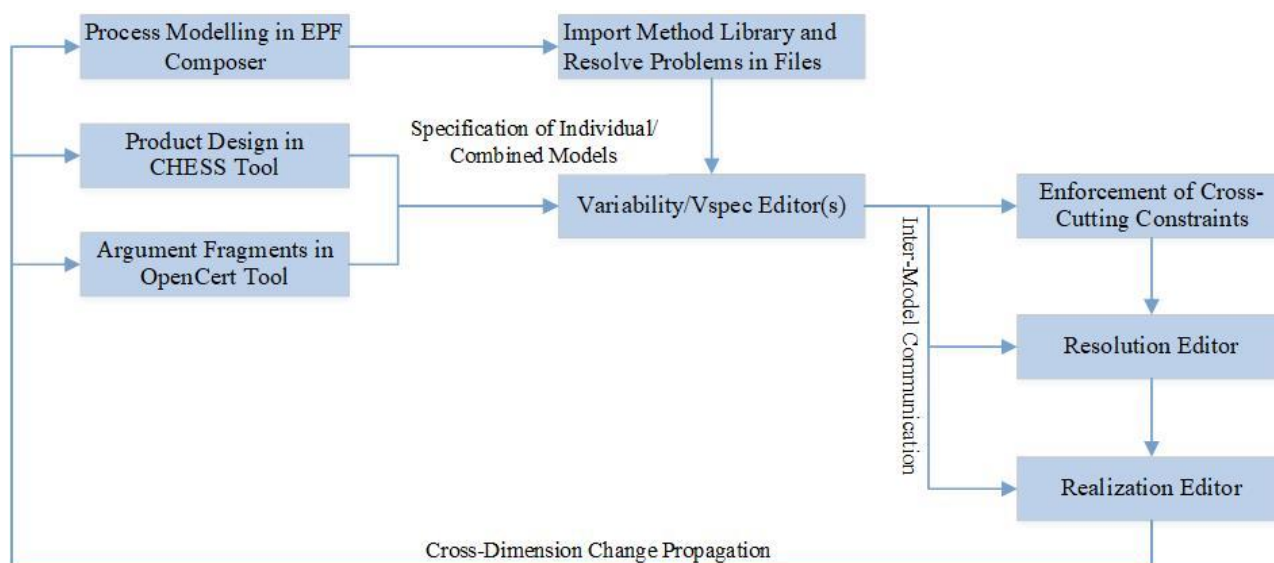 Process Modelling in EPF
Composer
Import Method Library and
Resolve Problems in Files
Product Design in
CHESS Tool
Specification of Individual/
Combined Models
Argument Fragments in
OpenCert Tool
Variability/Vspec Editor(s)
Enforcement of Cross-
Cutting Constraints
Inter-Model Communication
Resolution Editor
Realization Editor
Cross-Dimension Change Propagation